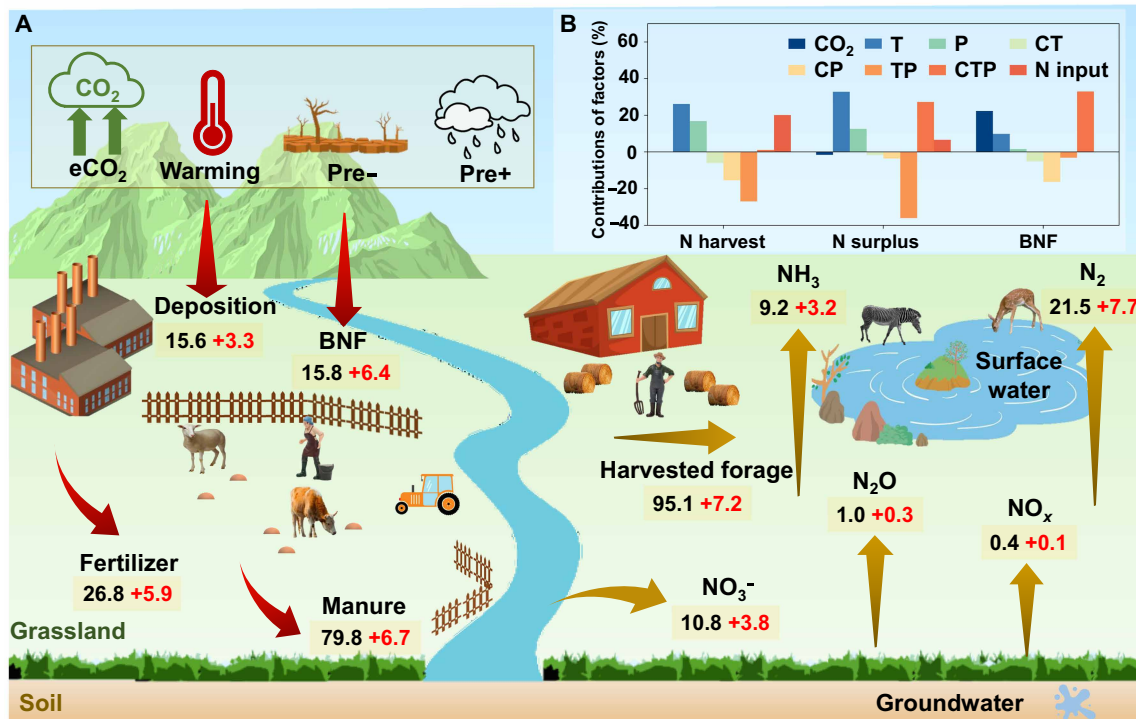 A
CO₂
eCO₂
Warming
Pre–
Pre+
B
Contributions of factors (%)
60
40
20
0
–20
–40
CO₂
T
P
CT
CP
TP
CTP
N input
N harvest
N surplus
BNF
Deposition
15.6 +3.3
BNF
15.8 +6.4
NH₃
9.2 +3.2
N₂
21.5 +7.7
Surface
water
Harvested forage
95.1 +7.2
N₂O
1.0 +0.3
NOₓ
0.4 +0.1
Fertilizer
26.8 +5.9
Manure
79.8 +6.7
NO₃⁻
10.8 +3.8
Grassland
Soil
Groundwater